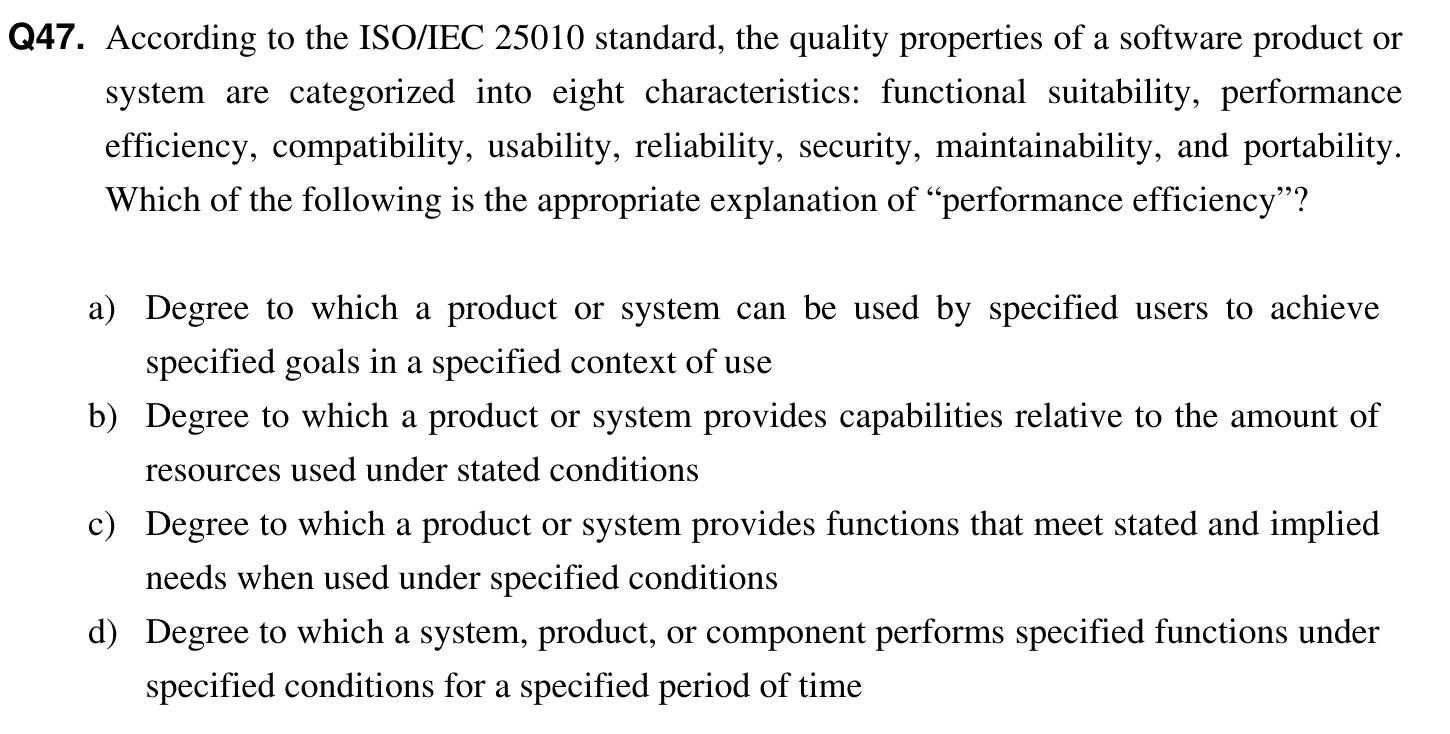 Q47. According to the ISO/IEC 25010 standard, the quality properties of a software product or
system are categorized into eight characteristics: functional suitability, performance
efficiency, compatibility, usability, reliability, security, maintainability, and portability.
Which of the following is the appropriate explanation of “performance efficiency”?
a) Degree to which a product or system can be used by specified users to achieve
specified goals in a specified context of use
b) Degree to which a product or system provides capabilities relative to the amount of
resources used under stated conditions
c) Degree to which a product or system provides functions that meet stated and implied
needs when used under specified conditions
d) Degree to which a system, product, or component performs specified functions under
specified conditions for a specified period of time